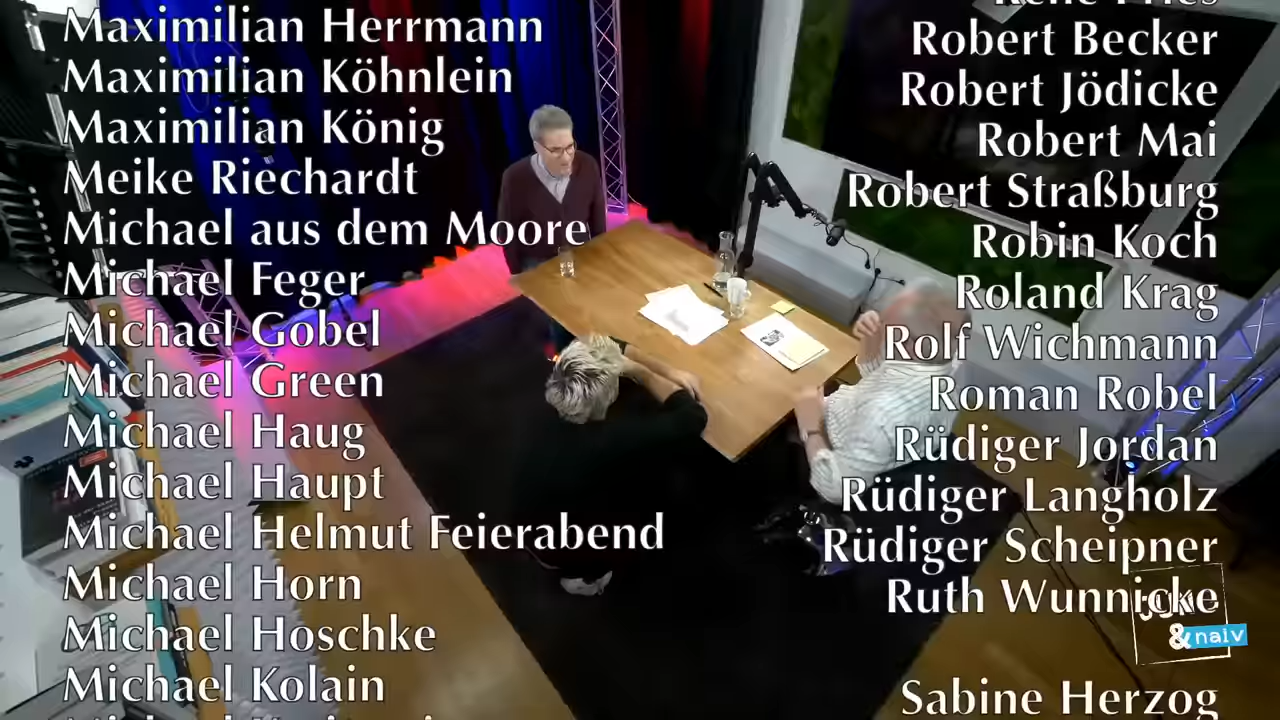 Maximilian Herrmann
Maximilian Köhnlein
Maximilian König
Meike Riechardt
Michael aus dem Moore
Michael Feger
Michael Gobel
Michael Green
Michael Haug
Michael Haupt
Michael Helmut Feierabend
Michael Horn
Michael Hoschke
Michael Kolain
René Fries
Robert Becker
Robert Jödicke
Robert Mai
Robert Straßburg
Robin Koch
Roland Krag
Rolf Wichmann
Roman Robel
Rüdiger Jordan
Rüdiger Langholz
Rüdiger Scheipner
Ruth Wunnicke
Sabine Herzog
& naiv